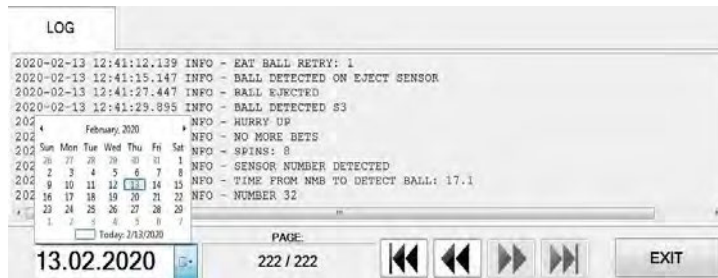 LOG
2020-02-13 12:41:12.139 INFO - EAT BALL RETRY: 1
2020-02-13 12:41:15.147 INFO - BALL DETECTED ON EJECT SENSOR
2020-02-13 12:41:27.447 INFO - BALL EJECTED
2020-02-13 12:41:29.895 INFO - BALL DETECTED S3
202 NFO - HURRY UP
202 NFO - NO MORE BETS
202 NFO - SPINS: 8
202 NFO - SENSOR NUMBER DETECTED
202 NFO - TIME FROM NMB TO DETECT BALL: 17.1
202 NFO - NUMBER 32
February, 2020
Sun Mon Tue Wed Thu Fri Sat
26 27 28 29 30 31 1
2 3 4 5 6 7 8
9 10 11 12 13 14 15
16 17 18 19 20 21 22
23 24 25 26 27 28 29
1 2 3 4 5 6 7
Today: 2/13/2020
13.02.2020
PAGE:
222 / 222
EXIT